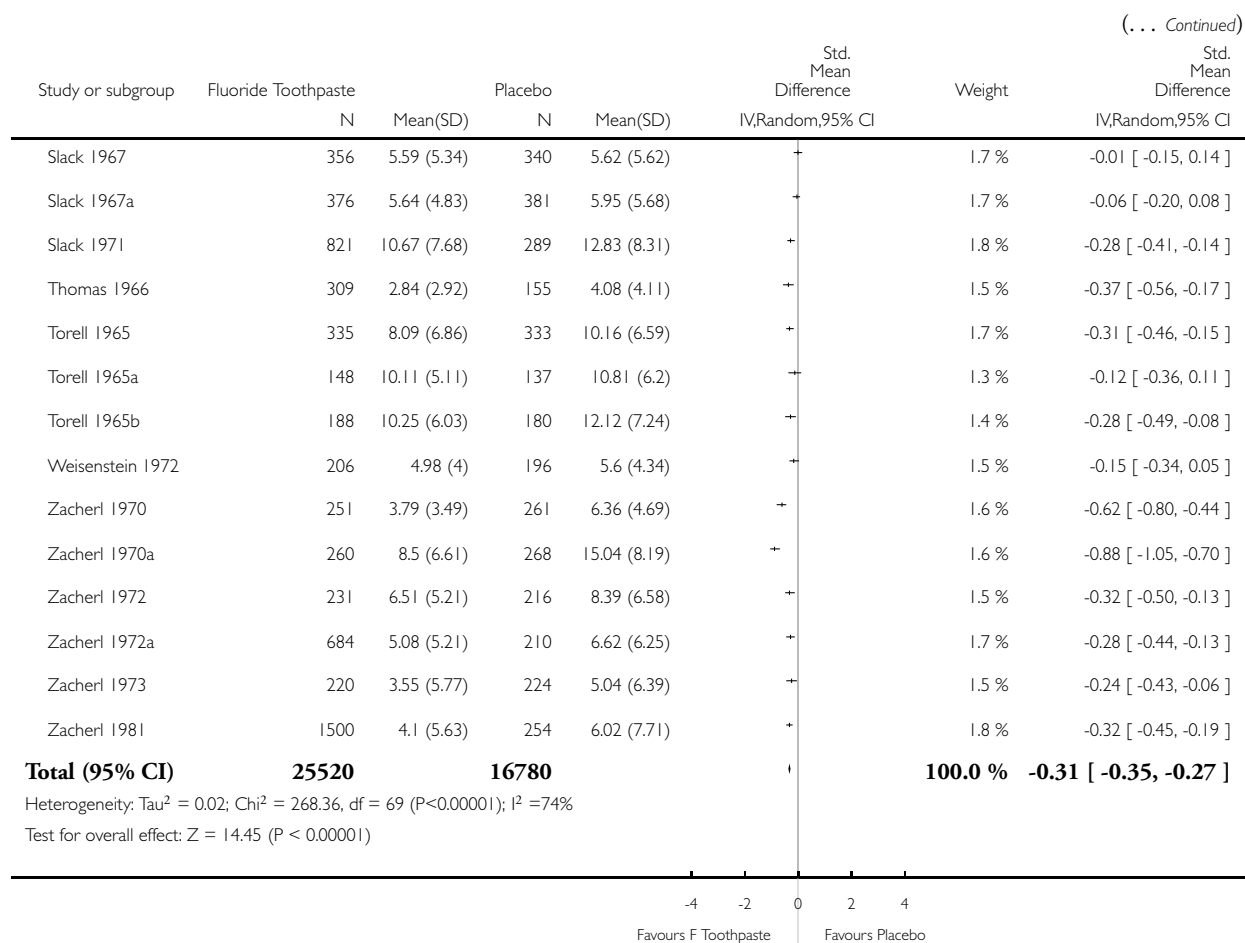 (... Continued)
Std.
Mean
Difference
Std.
Mean
Difference
Study or subgroup Fluoride Toothpaste Placebo Weight
N Mean(SD) N Mean(SD) IV,Random,95% CI IV,Random,95% CI
Slack 1967 356 5.59 (5.34) 340 5.62 (5.62) 1.7 % -0.01 [ -0.15, 0.14 ]
Slack 1967a 376 5.64 (4.83) 381 5.95 (5.68) 1.7 % -0.06 [ -0.20, 0.08 ]
Slack 1971 821 10.67 (7.68) 289 12.83 (8.31) 1.8 % -0.28 [ -0.41, -0.14 ]
Thomas 1966 309 2.84 (2.92) 155 4.08 (4.11) 1.5 % -0.37 [ -0.56, -0.17 ]
Torell 1965 335 8.09 (6.86) 333 10.16 (6.59) 1.7 % -0.31 [ -0.46, -0.15 ]
Torell 1965a 148 10.11 (5.11) 137 10.81 (6.2) 1.3 % -0.12 [ -0.36, 0.11 ]
Torell 1965b 188 10.25 (6.03) 180 12.12 (7.24) 1.4 % -0.28 [ -0.49, -0.08 ]
Weisenstein 1972 206 4.98 (4) 196 5.6 (4.34) 1.5 % -0.15 [ -0.34, 0.05 ]
Zacherl 1970 251 3.79 (3.49) 261 6.36 (4.69) 1.6 % -0.62 [ -0.80, -0.44 ]
Zacherl 1970a 260 8.5 (6.61) 268 15.04 (8.19) 1.6 % -0.88 [ -1.05, -0.70 ]
Zacherl 1972 231 6.51 (5.21) 216 8.39 (6.58) 1.5 % -0.32 [ -0.50, -0.13 ]
Zacherl 1972a 684 5.08 (5.21) 210 6.62 (6.25) 1.7 % -0.28 [ -0.44, -0.13 ]
Zacherl 1973 220 3.55 (5.77) 224 5.04 (6.39) 1.5 % -0.24 [ -0.43, -0.06 ]
Zacherl 1981 1500 4.1 (5.63) 254 6.02 (7.71) 1.8 % -0.32 [ -0.45, -0.19 ]
Total (95% CI) 25520 16780 100.0 % -0.31 [ -0.35, -0.27 ]
Heterogeneity: Tau² = 0.02; Chi² = 268.36, df = 69 (P<0.00001); I² =74%
Test for overall effect: Z = 14.45 (P < 0.00001)
-4 -2 0 2 4
Favours F Toothpaste Favours Placebo